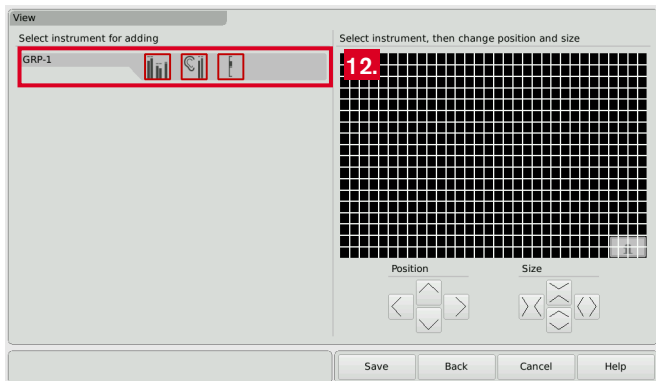 View
Select instrument for adding
GRP-1
Select instrument, then change position and size
12.
Position
Size
Save
Back
Cancel
Help